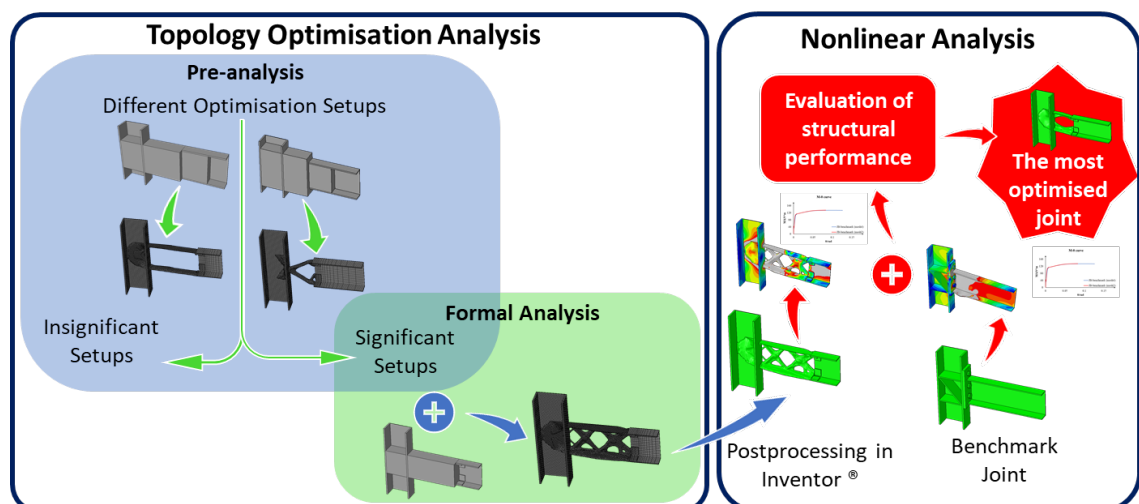 Topology Optimisation Analysis
Pre-analysis
Different Optimisation Setups
Insignificant
Setups
Formal Analysis
Significant
Setups
Nonlinear Analysis
Evaluation of
structural
performance
The most
optimised
joint
Postprocessing in
Inventor ®
Benchmark
Joint